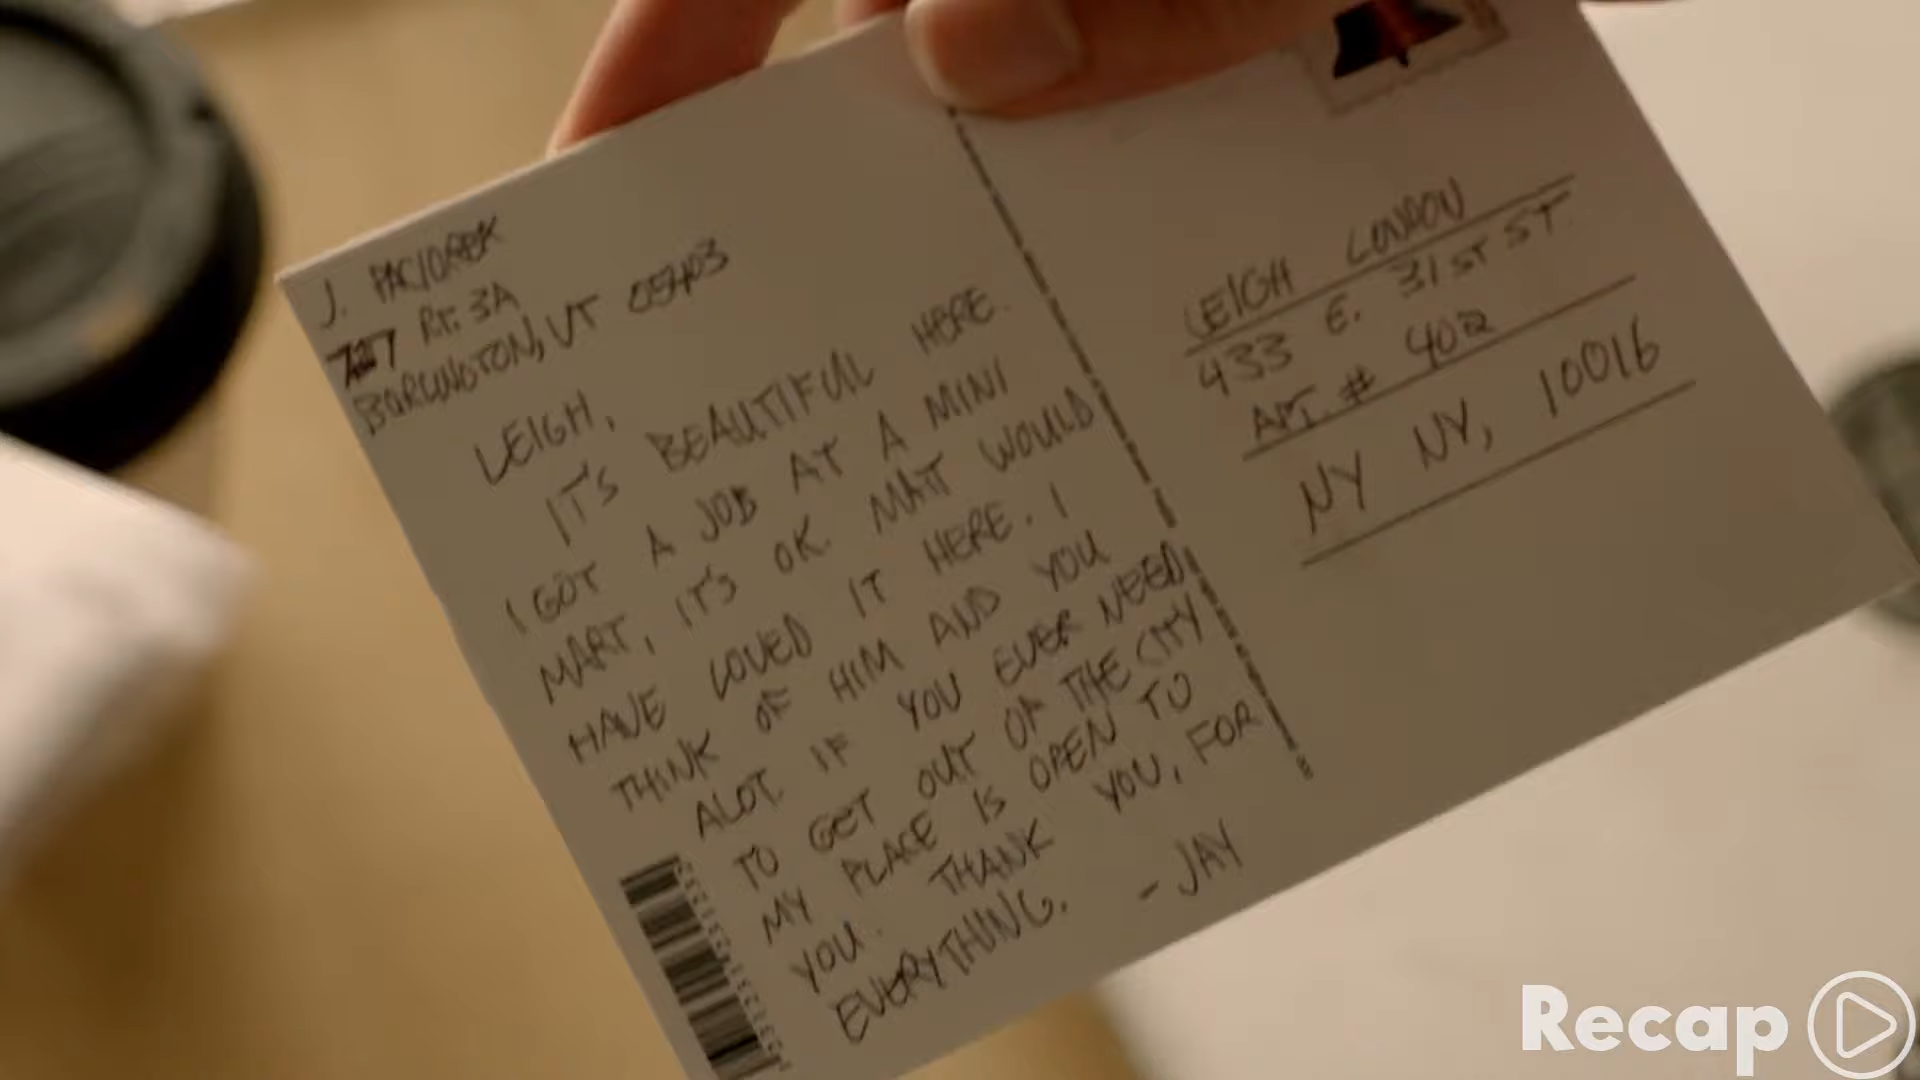 J. PACIOREK
727 RT. 3A
BURLINGTON, VT 05403
LEIGH,
IT'S BEAUTIFUL HERE.
I GOT A JOB AT A MINI
MART, IT'S OK. MATT WOULD
HAVE LOVED IT HERE. I
THINK OF HIM AND YOU
ALOT. IF YOU EVER NEED
TO GET OUT OF THE CITY
MY PLACE IS OPEN TO
YOU. THANK YOU, FOR
EVERYTHING. - JAY
LEIGH LONDON
433 E. 31ST ST.
APT. # 402
NY NY, 10016
Recap